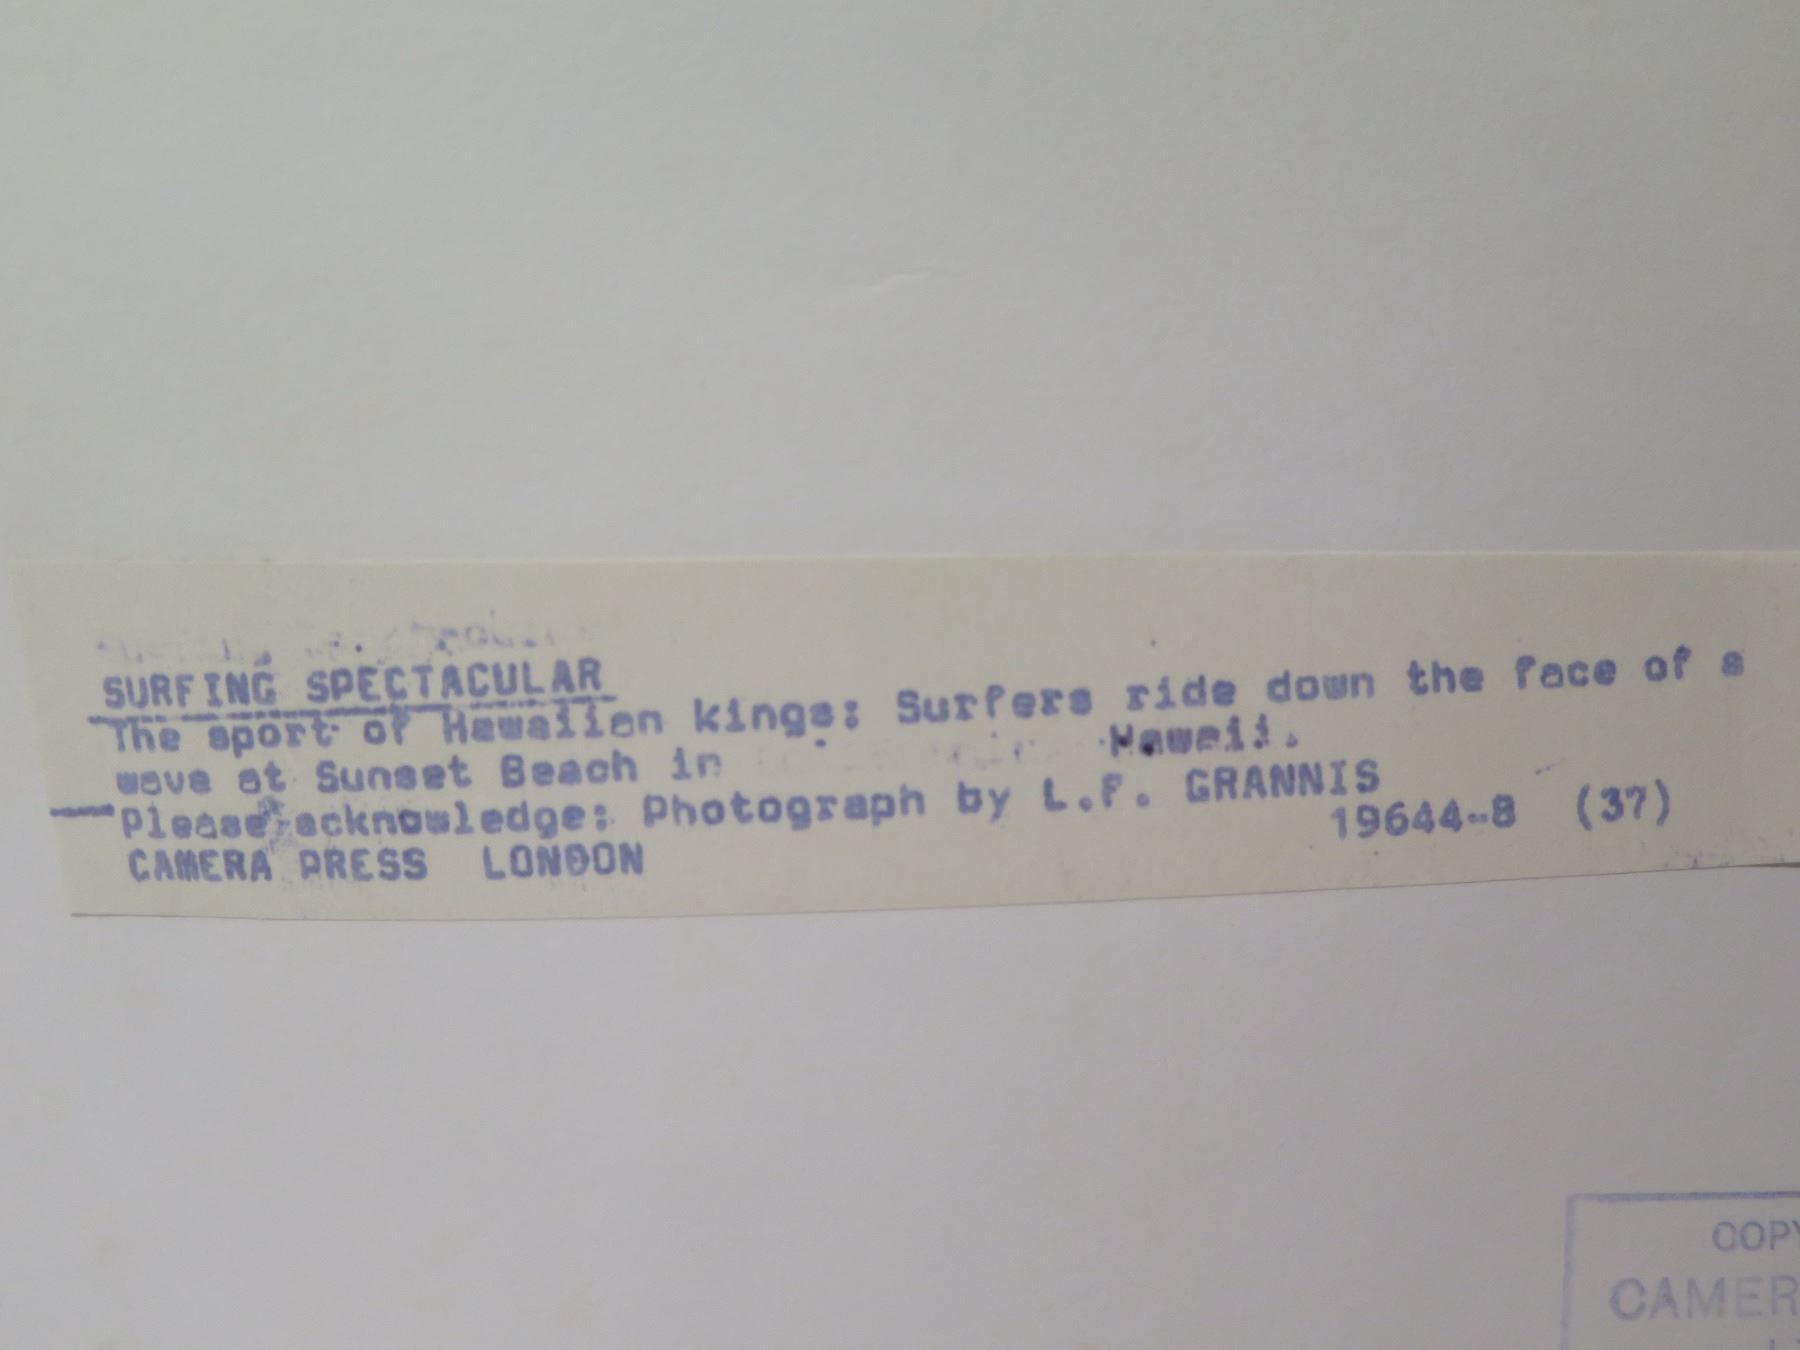 SURFING SPECTACULAR
The sport of Hawaiian kings: Surfers ride down the face of a
wave at Sunset Beach in Hawaii.
Please acknowledge: Photograph by L.F. GRANNIS
19644-8 (37)
CAMERA PRESS LONDON
COPY
CAMER